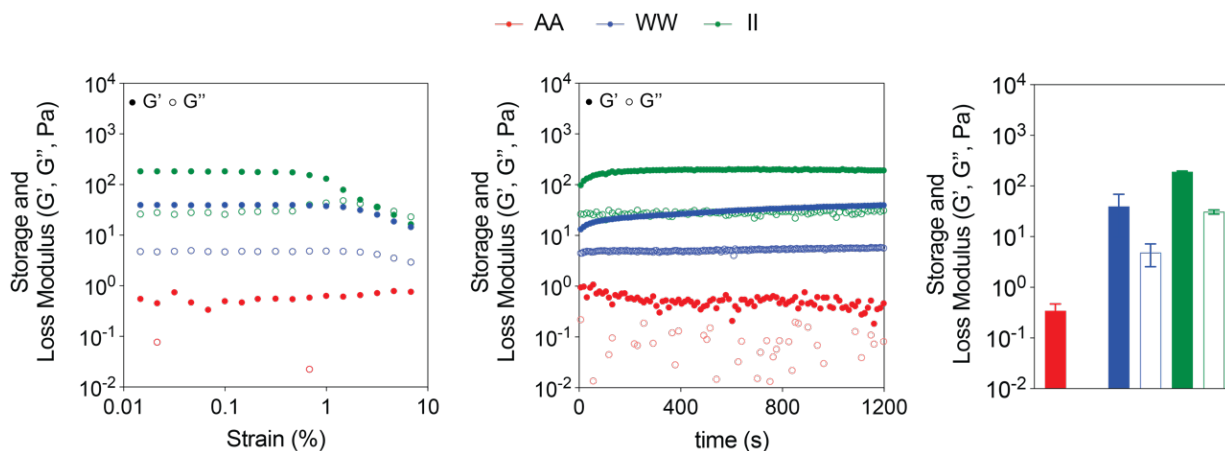 AA WW II
Storage and
Loss Modulus (G', G'', Pa)
G' G''
10⁴
10³
10²
10¹
10⁰
10⁻¹
10⁻²
0.01 0.1 1 10
Strain (%)
Storage and
Loss Modulus (G', G'', Pa)
G' G''
10⁴
10³
10²
10¹
10⁰
10⁻¹
10⁻²
0 400 800 1200
time (s)
Storage and
Loss Modulus (G', G'', Pa)
10⁴
10³
10²
10¹
10⁰
10⁻¹
10⁻²